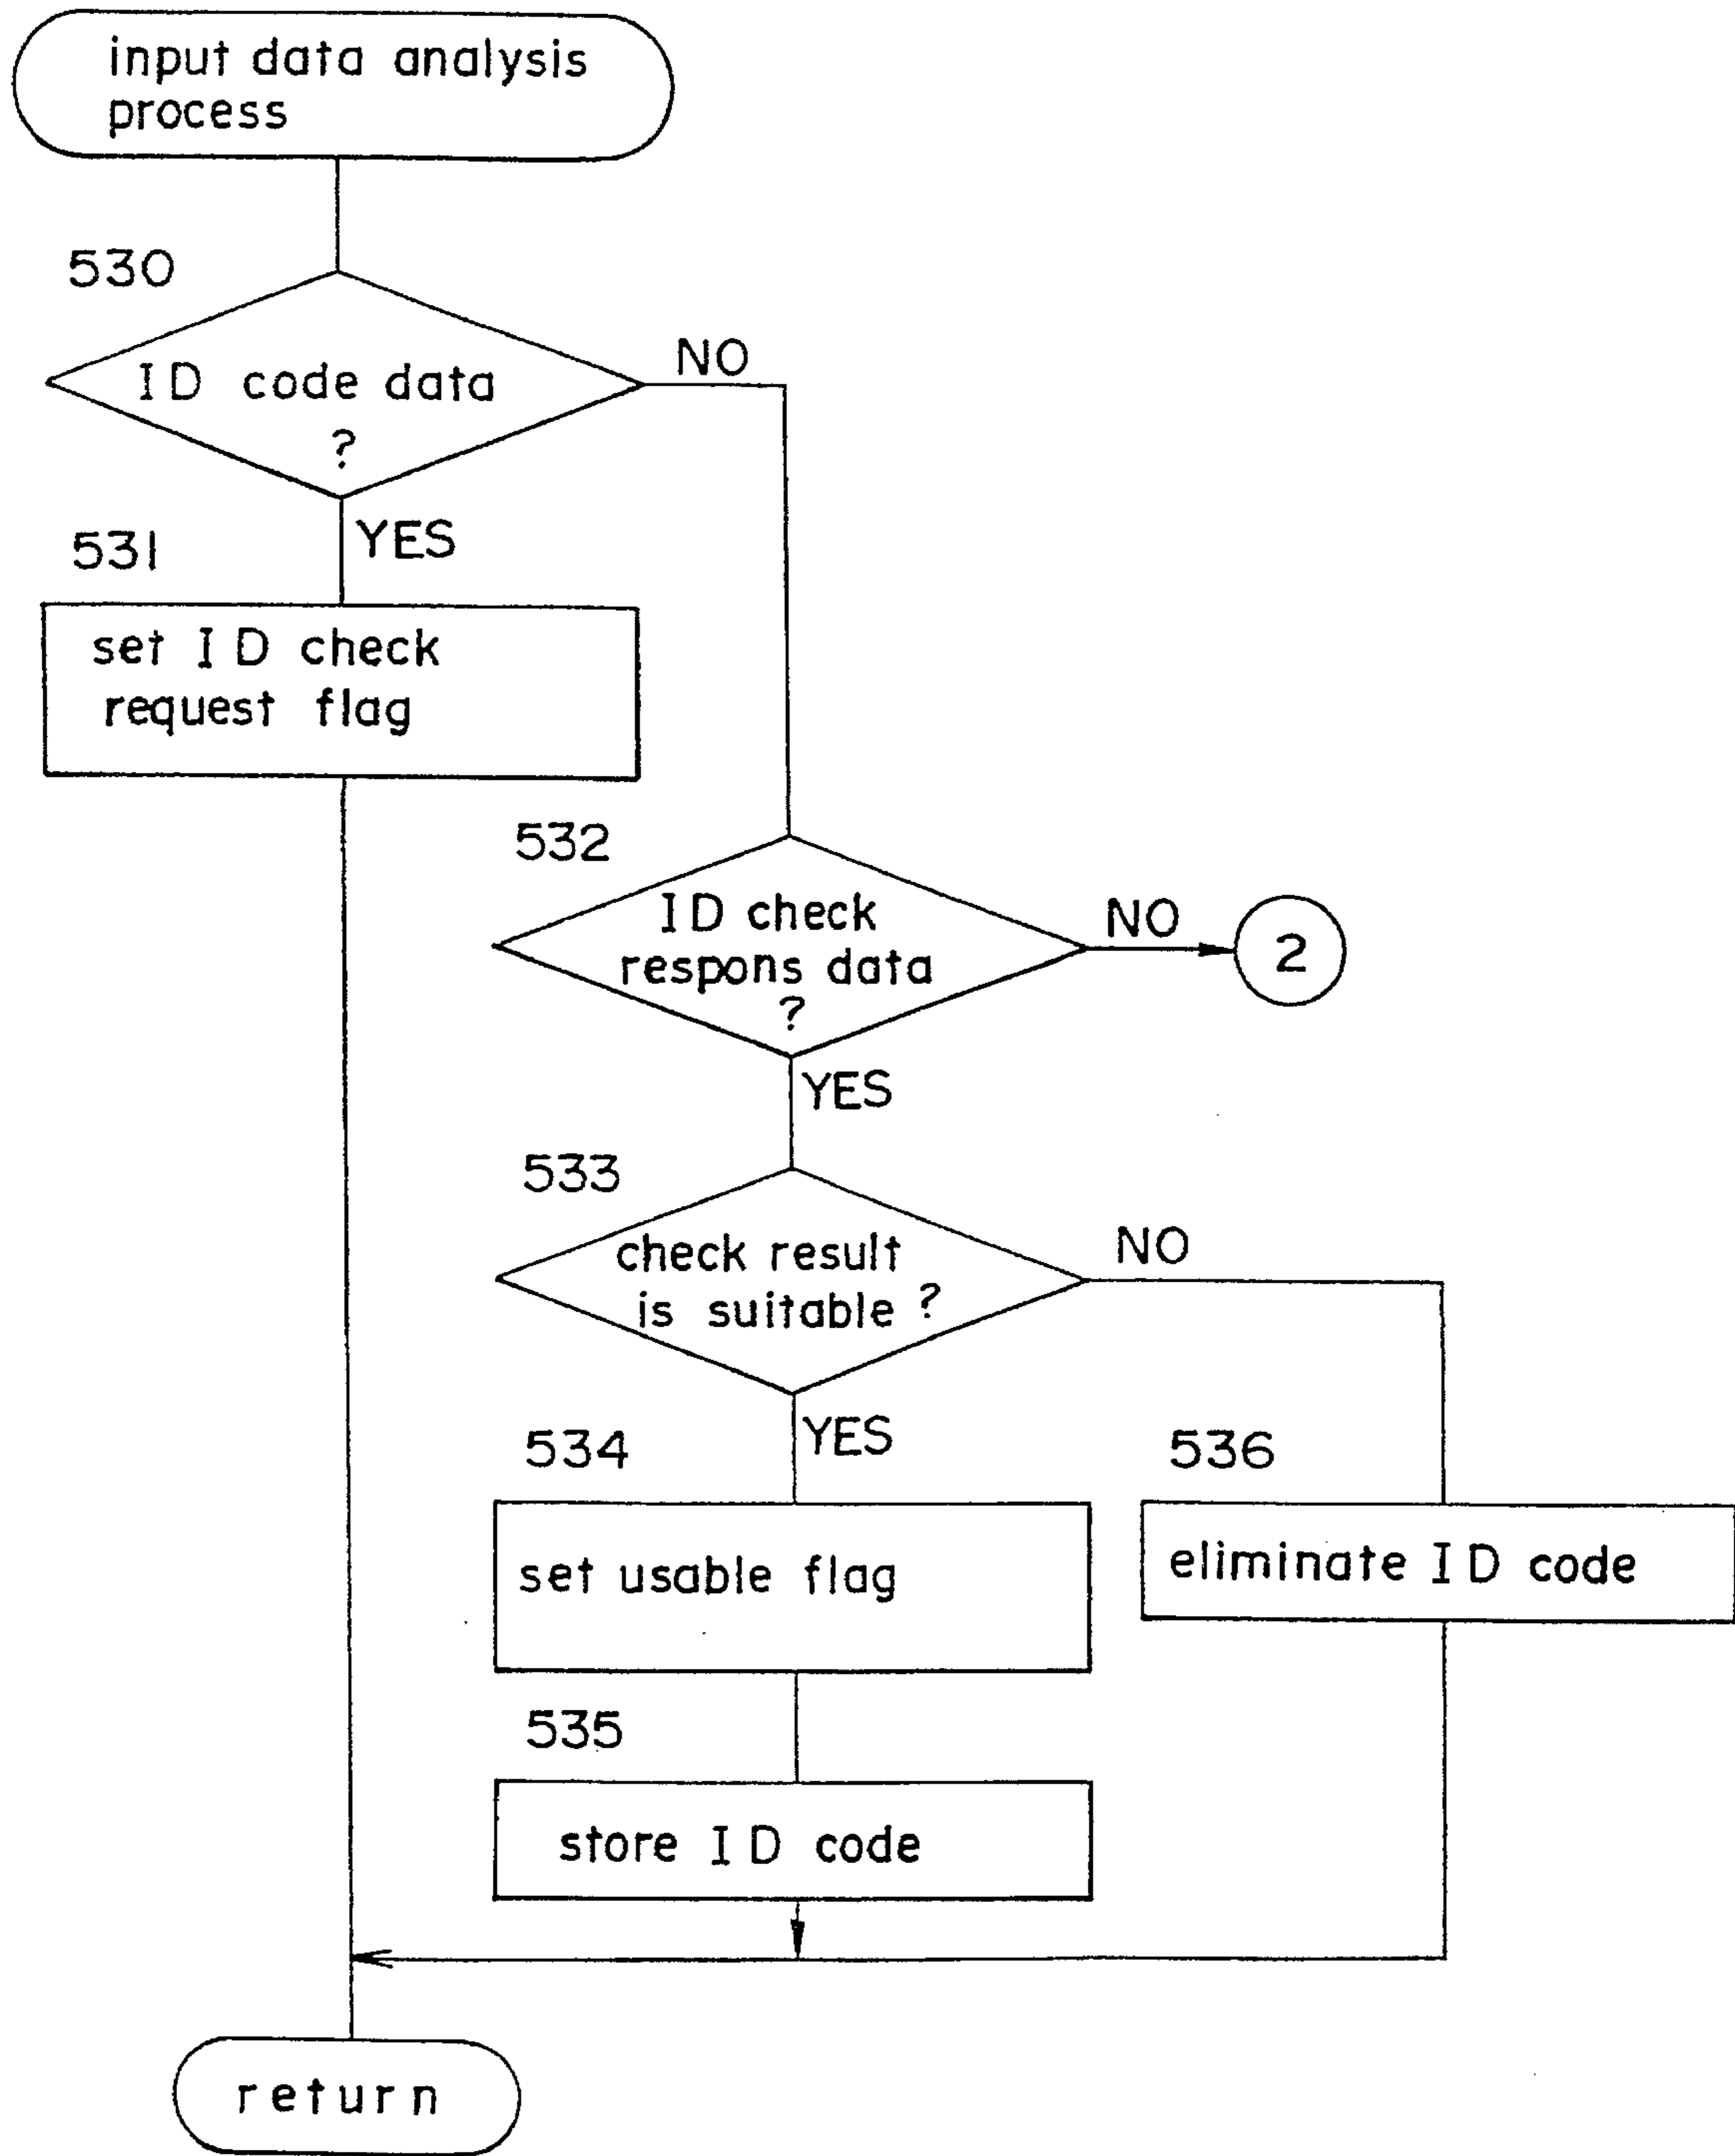 input data analysis
process
530
ID code data
?
NO
YES
531
set ID check
request flag
532
ID check
respons data
?
NO
2
YES
533
check result
is suitable ?
NO
YES
534
set usable flag
536
eliminate ID code
535
store ID code
return